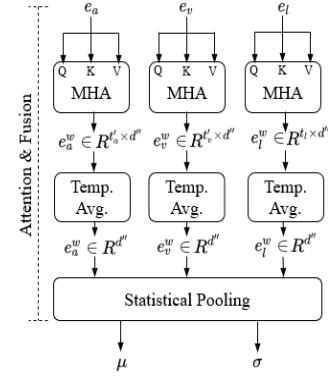 e_a e_v e_l
Q K V Q K V Q K V
MHA MHA MHA
e_a^w ∈ R^{t'_a × d''} e_v^w ∈ R^{t'_v × d''} e_l^w ∈ R^{t_l × d''}
Temp. Avg. Temp. Avg. Temp. Avg.
e_a^w ∈ R^{d''} e_v^w ∈ R^{d''} e_l^w ∈ R^{d''}
Statistical Pooling
μ σ
Attention & Fusion